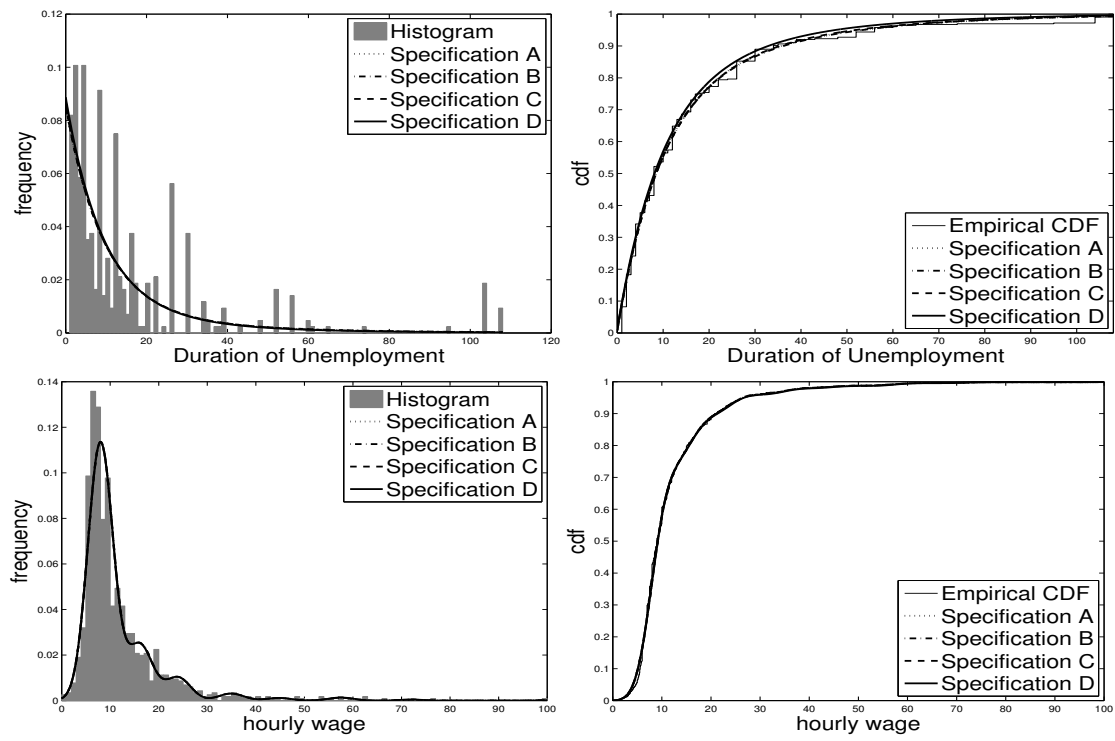 0.12
0.1
0.08
0.06
0.04
0.02
0
frequency
Histogram
Specification A
Specification B
Specification C
Specification D
0 20 40 60 80 100 120
Duration of Unemployment
1
0.9
0.8
0.7
0.6
0.5
0.4
0.3
0.2
0.1
0
cdf
Empirical CDF
Specification A
Specification B
Specification C
Specification D
0 10 20 30 40 50 60 70 80 90 100
Duration of Unemployment
0.14
0.12
0.1
0.08
0.06
0.04
0.02
0
frequency
Histogram
Specification A
Specification B
Specification C
Specification D
0 10 20 30 40 50 60 70 80 90 100
hourly wage
1
0.9
0.8
0.7
0.6
0.5
0.4
0.3
0.2
0.1
0
cdf
Empirical CDF
Specification A
Specification B
Specification C
Specification D
0 10 20 30 40 50 60 70 80 90 100
hourly wage